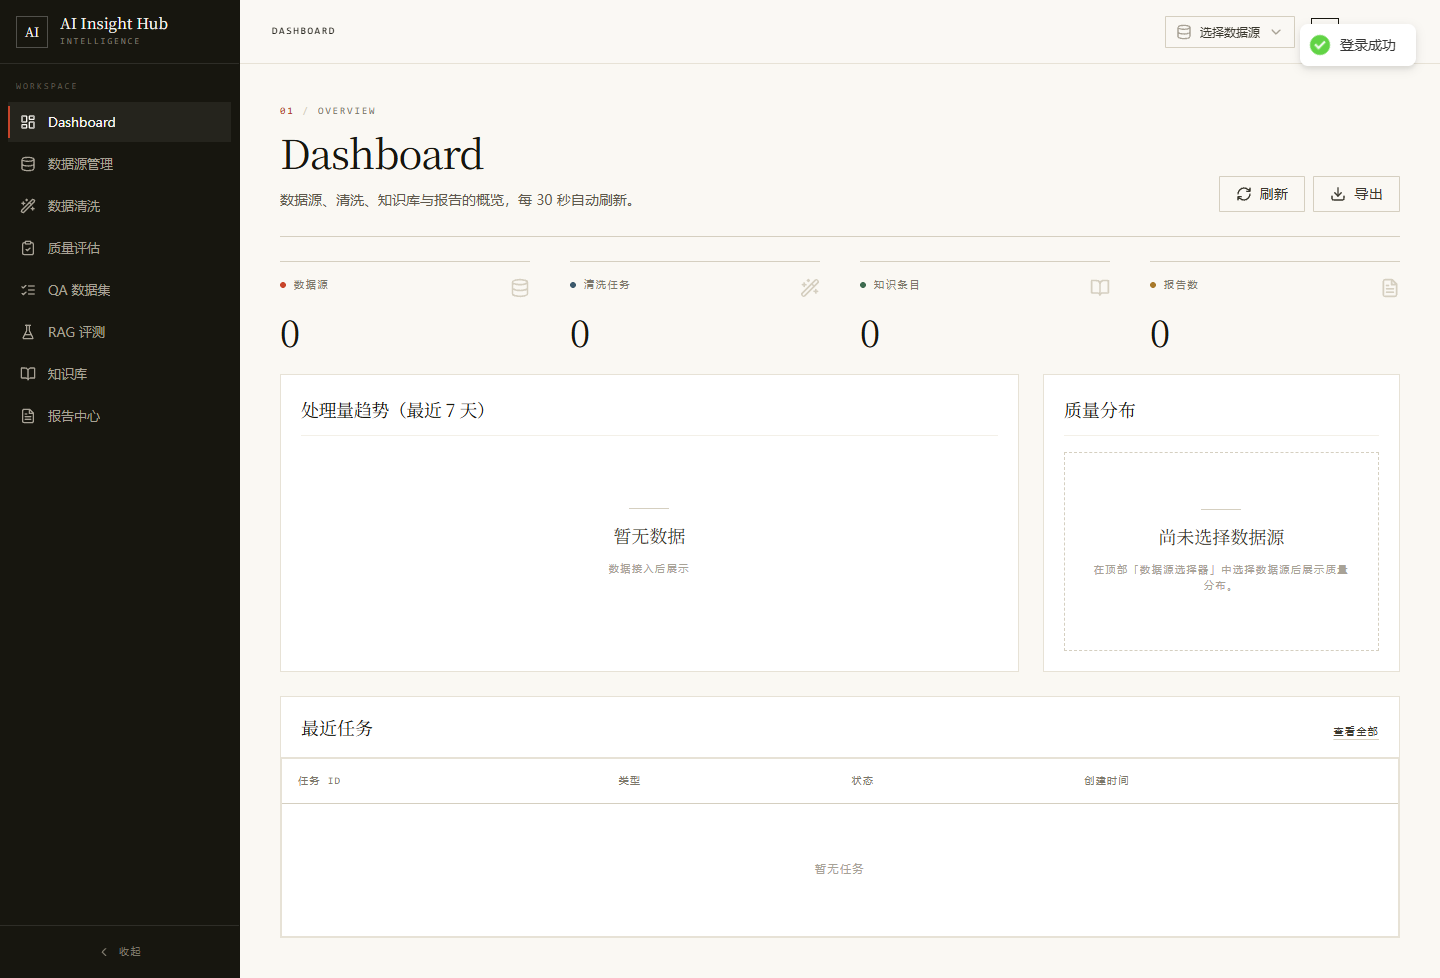 AI
AI Insight Hub
INTELLIGENCE
WORKSPACE
Dashboard
数据源管理
数据清洗
质量评估
QA 数据集
RAG 评测
知识库
报告中心
收起
DASHBOARD
选择数据源
登录成功
01 / OVERVIEW
Dashboard
数据源、清洗、知识库与报告的概览，每 30 秒自动刷新。
刷新
导出
数据源
0
清洗任务
0
知识条目
0
报告数
0
处理量趋势（最近 7 天）
暂无数据
数据接入后展示
质量分布
尚未选择数据源
在顶部「数据源选择器」中选择数据源后展示质量
分布。
最近任务
查看全部
任务 ID 类型 状态 创建时间
暂无任务